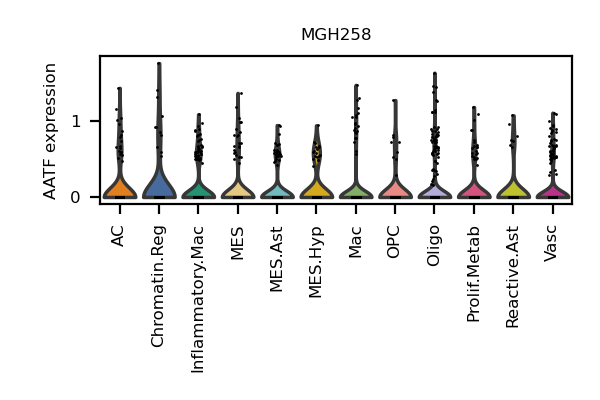 MGH258
AATF expression
1
0
AC
Chromatin.Reg
Inflammatory.Mac
MES
MES.Ast
MES.Hyp
Mac
OPC
Oligo
Prolif.Metab
Reactive.Ast
Vasc